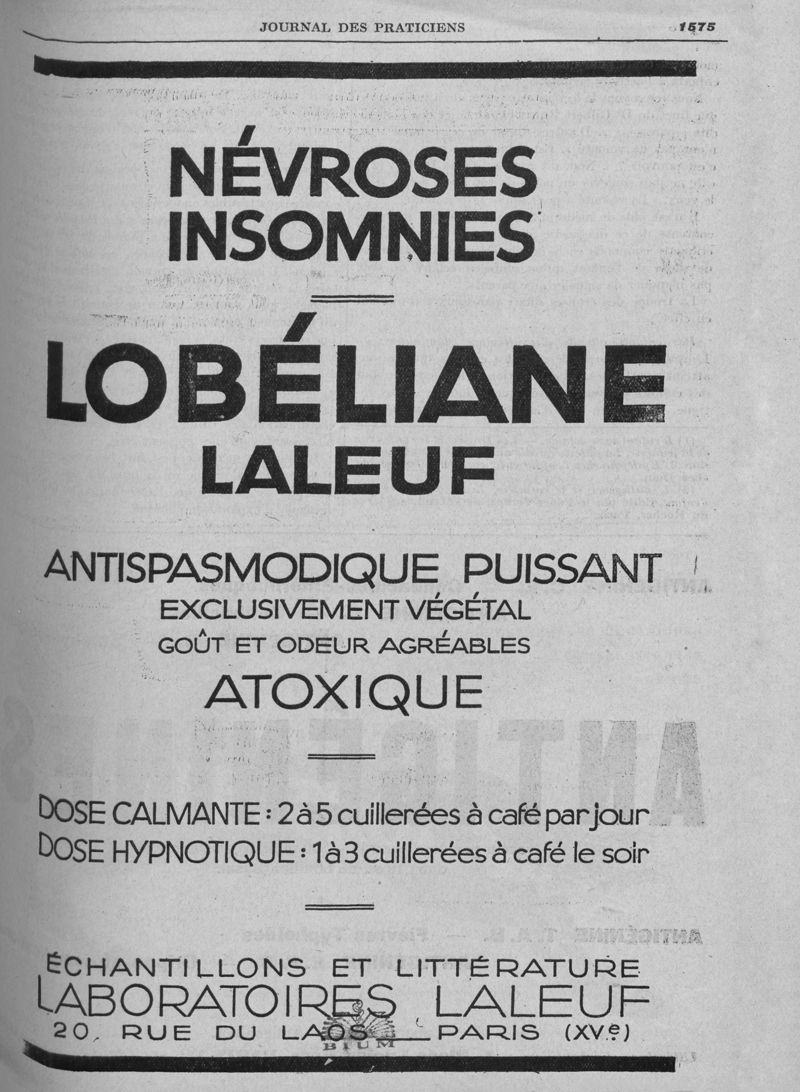 JOURNAL DES PRATICIENS 1575
NÉVROSES
INSOMNIES
LOBÉLIANE
LALEUF
ANTISPASMODIQUE PUISSANT
EXCLUSIVEMENT VÉGÉTAL
GOÛT ET ODEUR AGRÉABLES
ATOXIQUE
DOSE CALMANTE : 2 à 5 cuillerées à café par jour
DOSE HYPNOTIQUE : 1 à 3 cuillerées à café le soir
ÉCHANTILLONS ET LITTÉRATURE
LABORATOIRES LALEUF
20, RUE DU LAOS _ PARIS (XVe)
BIUM